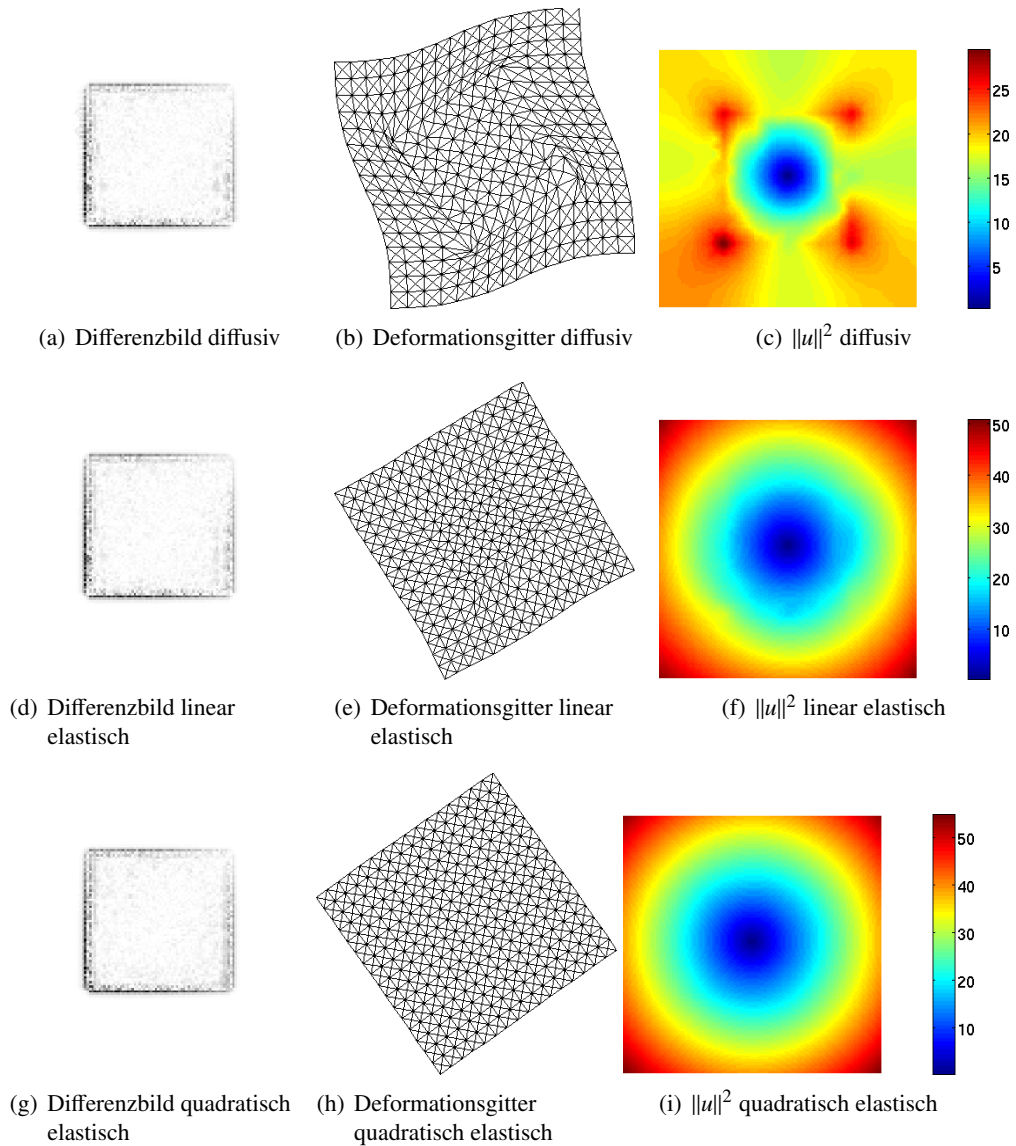 25
20
15
10
5
(a) Differenzbild diffusiv
(b) Deformationsgitter diffusiv
(c) ||u||² diffusiv
50
40
30
20
10
(d) Differenzbild linear
elastisch
(e) Deformationsgitter linear
elastisch
(f) ||u||² linear elastisch
50
40
30
20
10
(g) Differenzbild quadratisch
elastisch
(h) Deformationsgitter
quadratisch elastisch
(i) ||u||² quadratisch elastisch